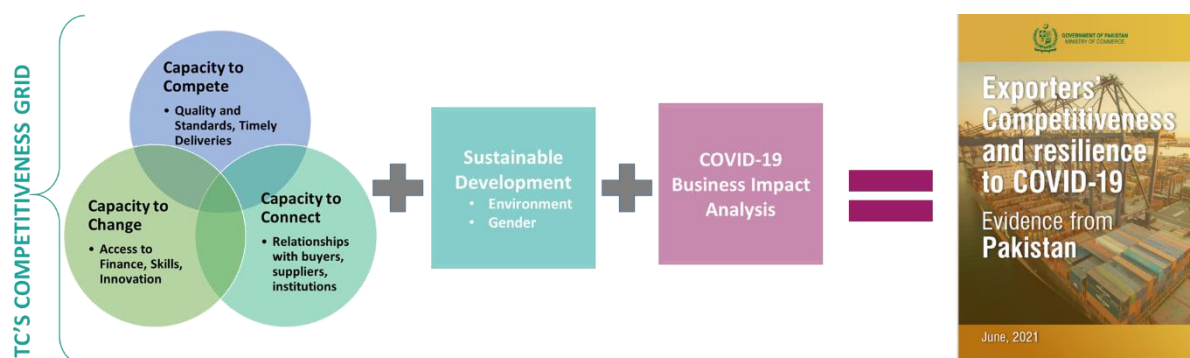 TC'S COMPETITIVENESS GRID
Capacity to
Compete
• Quality and
Standards, Timely
Deliveries
Capacity to
Change
• Access to
Finance, Skills,
Innovation
Capacity to
Connect
• Relationships
with buyers,
suppliers,
institutions
Sustainable
Development
• Environment
• Gender
COVID-19
Business Impact
Analysis
GOVERNMENT OF PAKISTAN
MINISTRY OF COMMERCE
Exporters'
Competitiveness
and resilience
to COVID-19
Evidence from
Pakistan
June, 2021